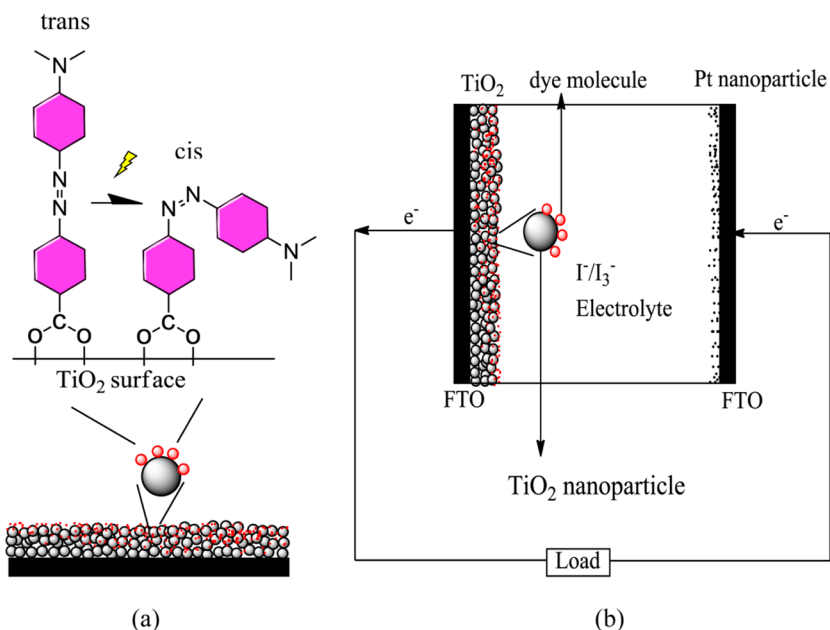 trans
N
N
N
C
O
O
cis
N
N
N
C
O
O
TiO₂ surface
(a)
TiO₂
dye molecule
Pt nanoparticle
e⁻
e⁻
I⁻/I₃⁻
Electrolyte
FTO
FTO
TiO₂ nanoparticle
Load
(b)